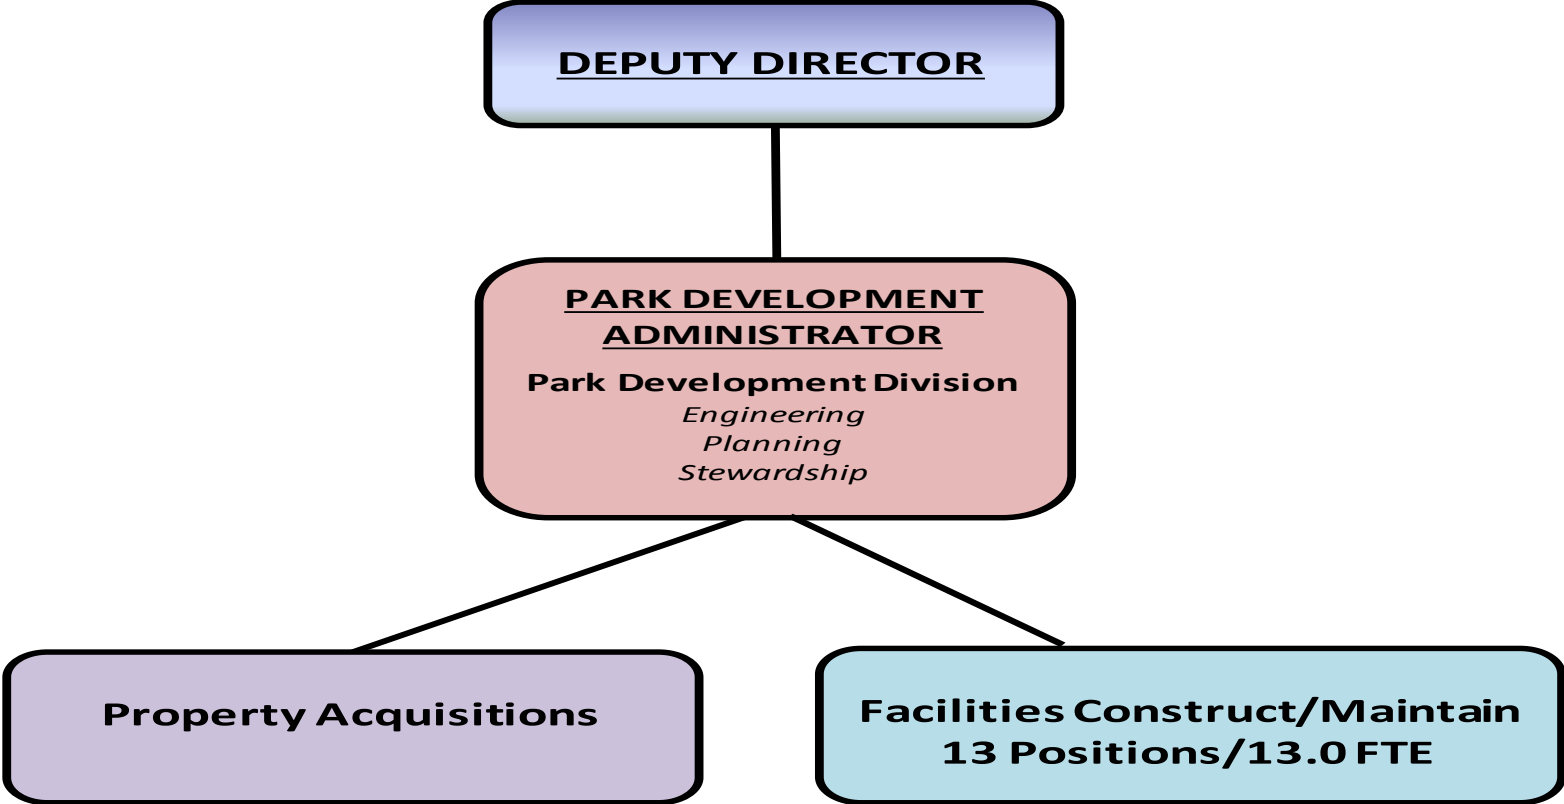 DEPUTY DIRECTOR
PARK DEVELOPMENT
ADMINISTRATOR
Park Development Division
Engineering
Planning
Stewardship
Property Acquisitions
Facilities Construct/Maintain
13 Positions/13.0 FTE